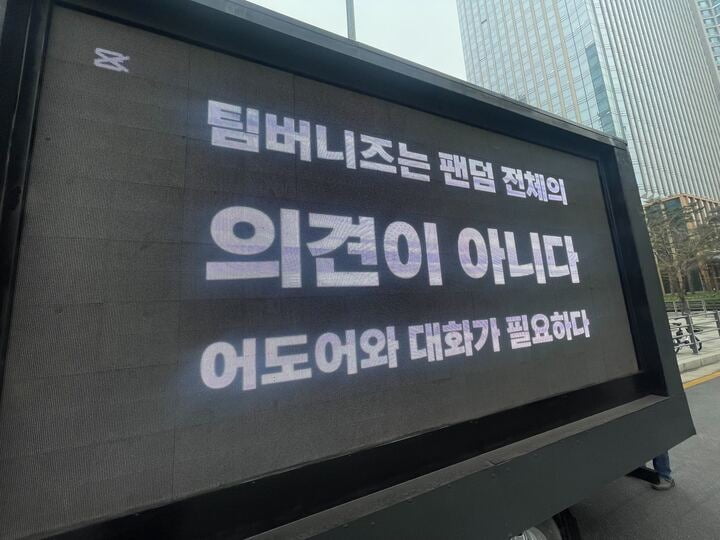 팀버니즈는 팬덤 전체의
의견이 아니다
어도어와 대화가 필요하다